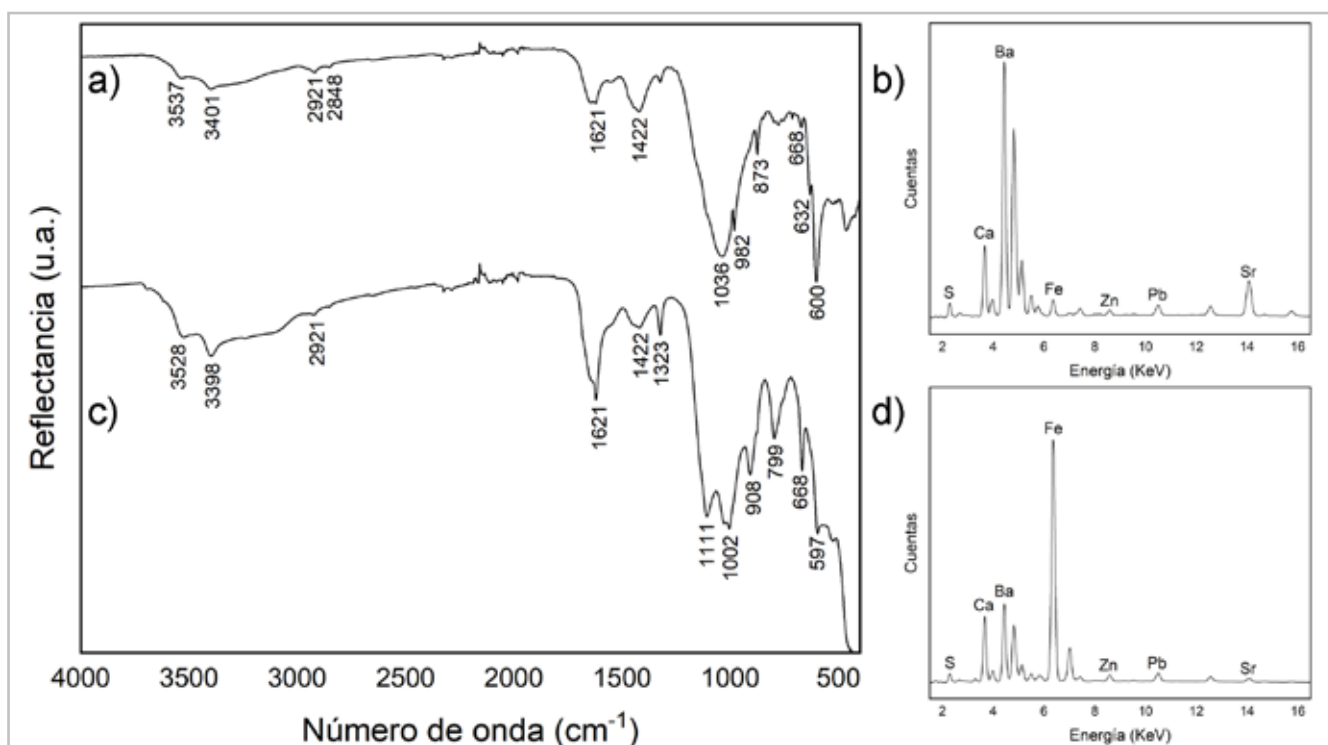 a)
3537
3401
2921
2848
1621
1422
1036
982
873
668
632
600
c)
3528
3398
2921
1621
1422
1323
1111
1002
908
799
668
597
Reflectancia (u.a.)
4000 3500 3000 2500 2000 1500 1000 500
Número de onda (cm⁻¹)
b)
Cuentas
S
Ca
Ba
Fe
Zn
Pb
Sr
2 4 6 8 10 12 14 16
Energía (KeV)
d)
Cuentas
S
Ca
Ba
Fe
Zn
Pb
Sr
2 4 6 8 10 12 14 16
Energía (KeV)